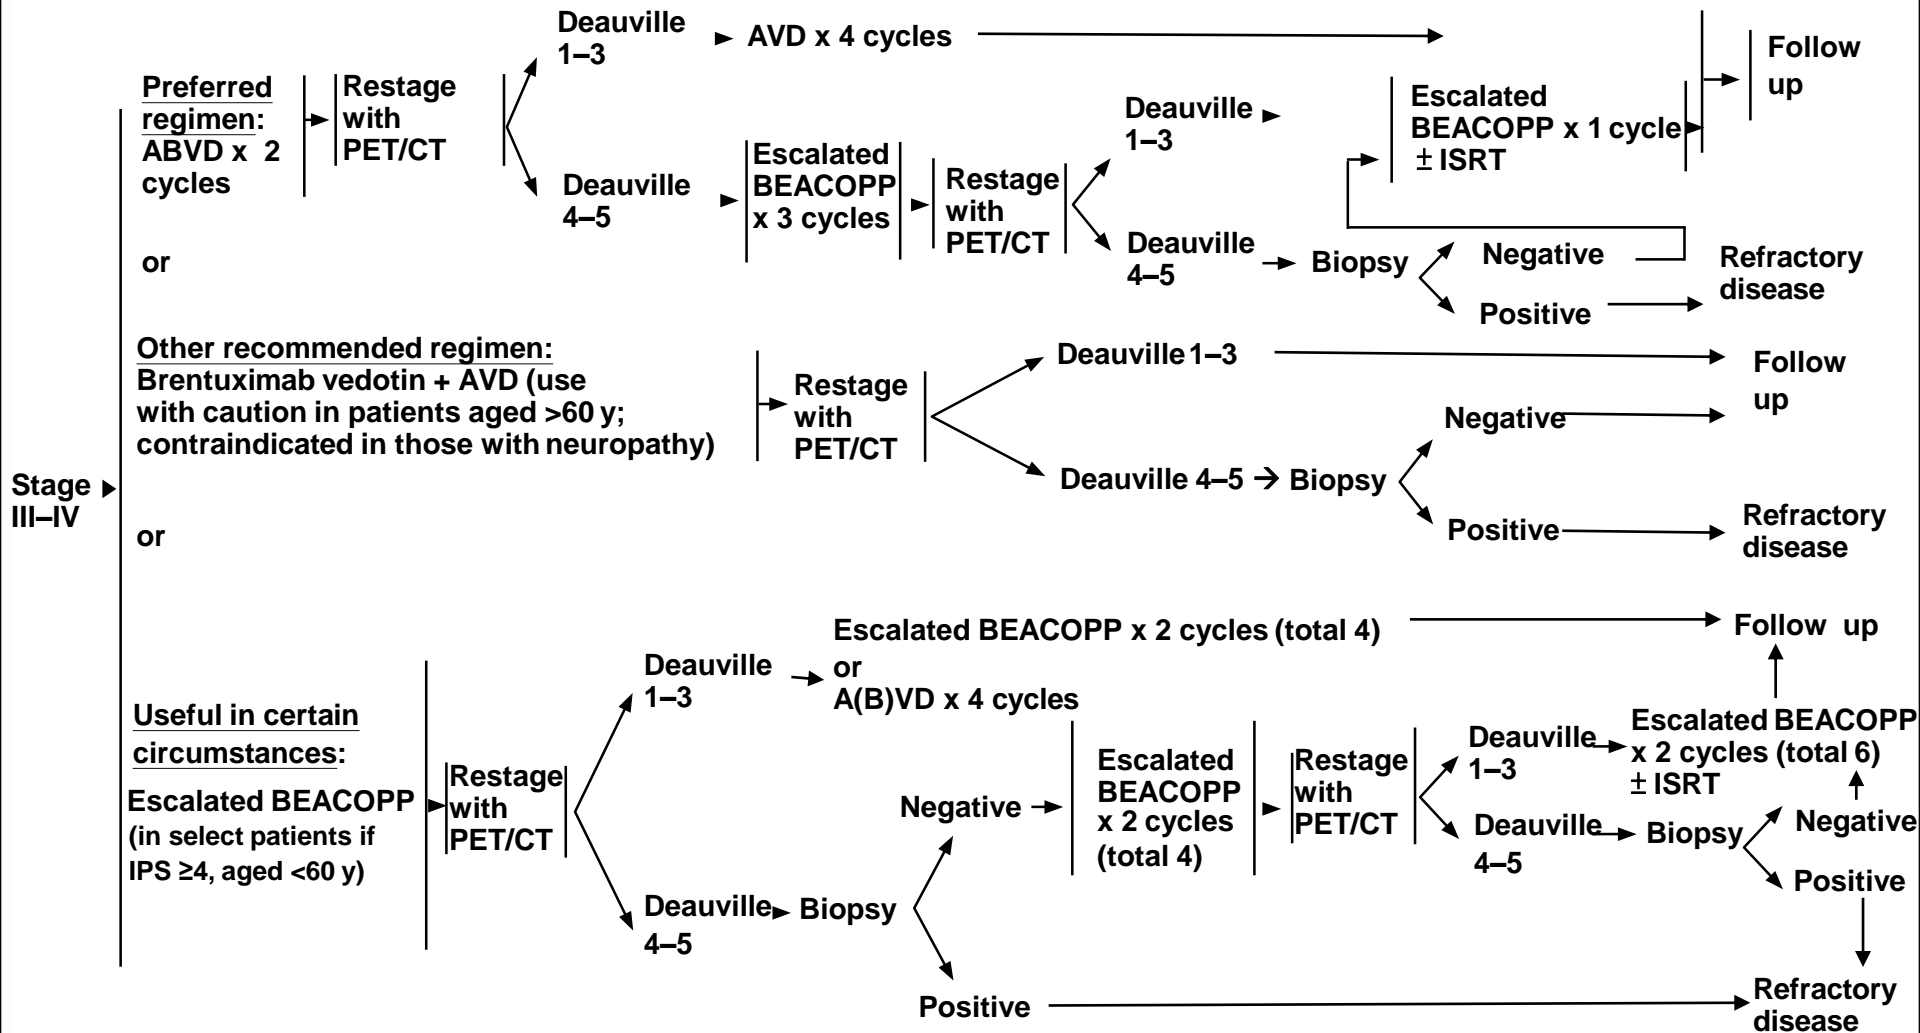 Stage
III–IV
Preferred
regimen:
ABVD x 2
cycles
Restage
with
PET/CT
Deauville
1–3
AVD x 4 cycles
Follow
up
Deauville
4–5
Escalated
BEACOPP
x 3 cycles
Restage
with
PET/CT
Deauville
1–3
Escalated
BEACOPP x 1 cycle
± ISRT
Deauville
4–5
Biopsy
Negative
Positive
Refractory
disease
or
Other recommended regimen:
Brentuximab vedotin + AVD (use
with caution in patients aged >60 y;
contraindicated in those with neuropathy)
Restage
with
PET/CT
Deauville 1–3
Follow
up
Deauville 4–5 → Biopsy
Negative
Positive
Refractory
disease
or
Useful in certain
circumstances:
Escalated BEACOPP
(in select patients if
IPS ≥4, aged <60 y)
Restage
with
PET/CT
Deauville
1–3
Escalated BEACOPP x 2 cycles (total 4)
or
A(B)VD x 4 cycles
Follow up
Deauville
4–5
Biopsy
Negative
Escalated
BEACOPP
x 2 cycles
(total 4)
Restage
with
PET/CT
Deauville
1–3
Escalated BEACOPP
x 2 cycles (total 6)
± ISRT
Deauville
4–5
Biopsy
Negative
Positive
Positive
Refractory
disease